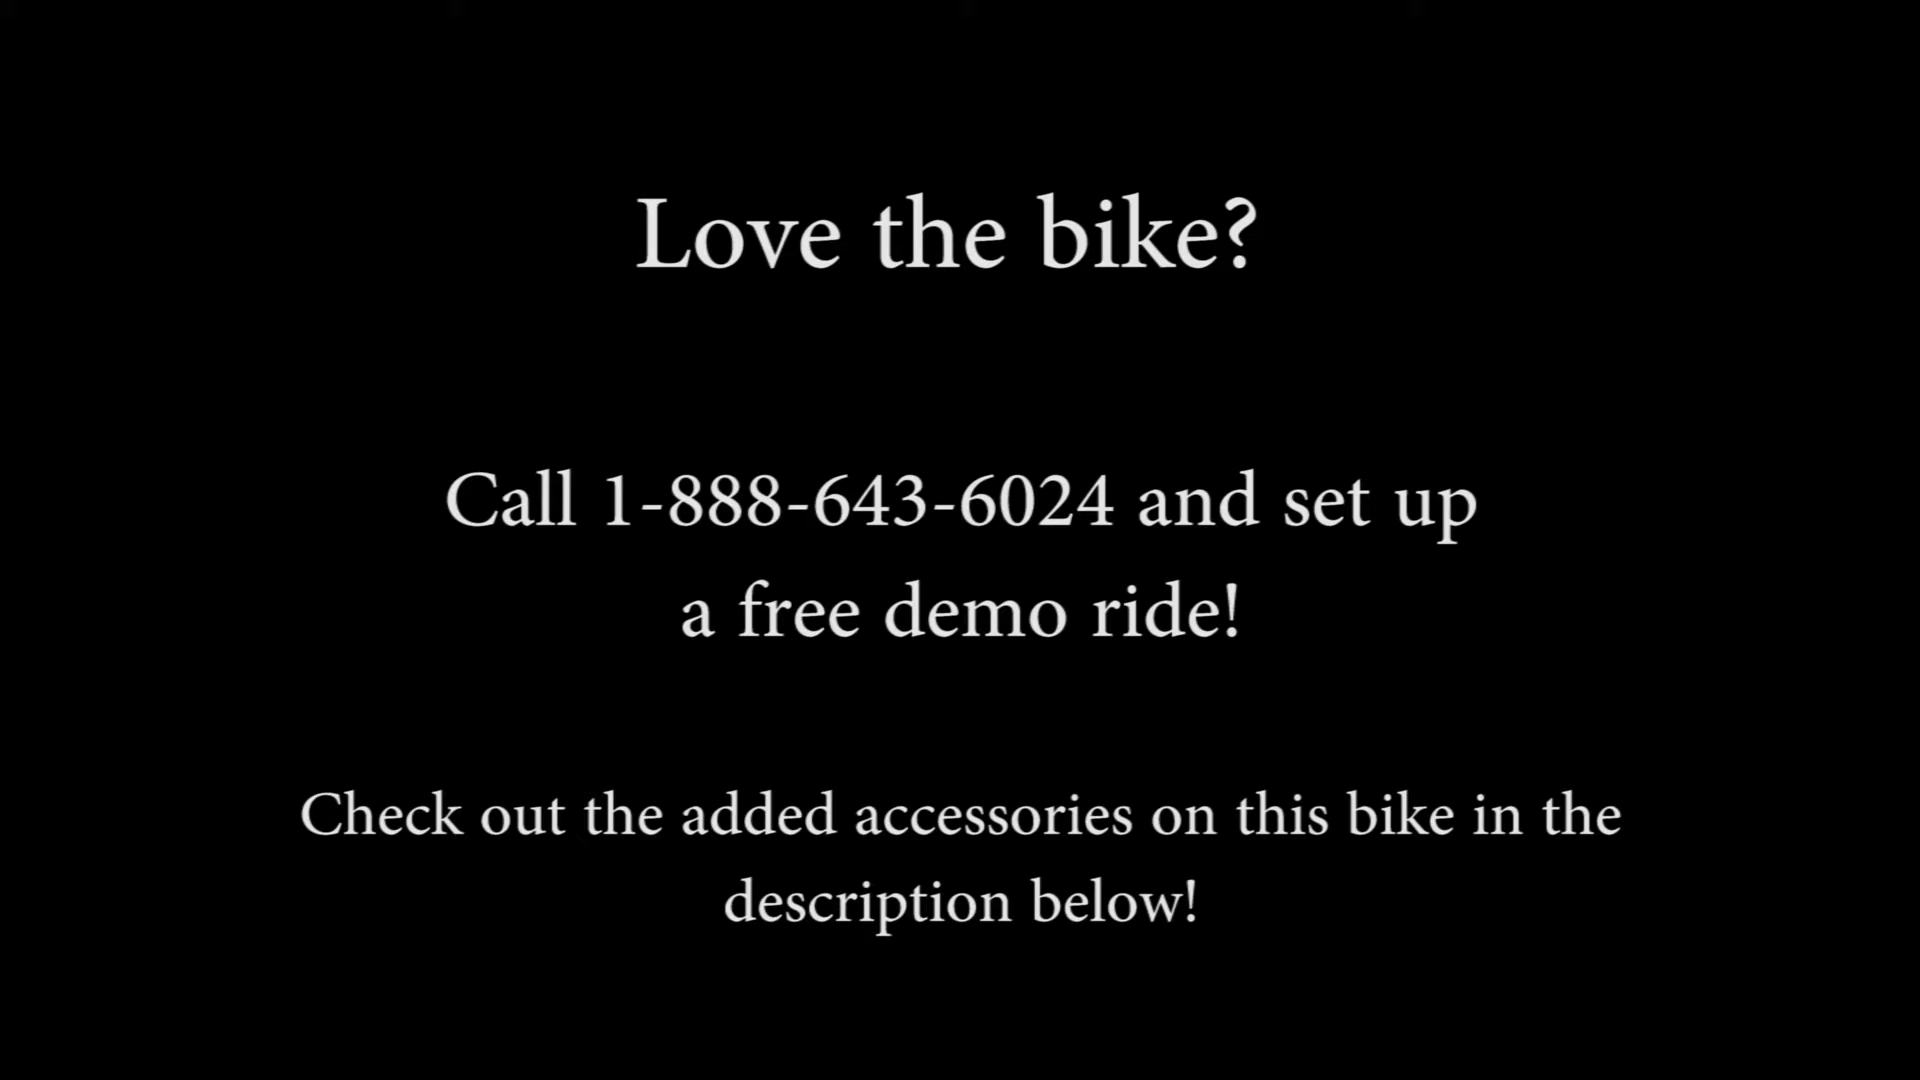 Love the bike?
Call 1-888-643-6024 and set up
a free demo ride!
Check out the added accessories on this bike in the
description below!